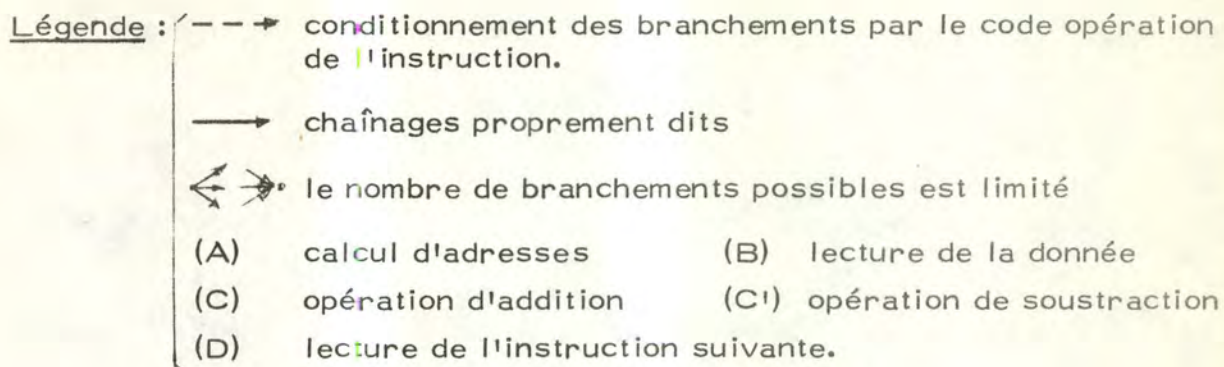 Légende : - - → conditionnement des branchements par le code opération
de l'instruction.
→ chaînages proprement dits
le nombre de branchements possibles est limité
(A) calcul d'adresses (B) lecture de la donnée
(C) opération d'addition (C') opération de soustraction
(D) lecture de l'instruction suivante.